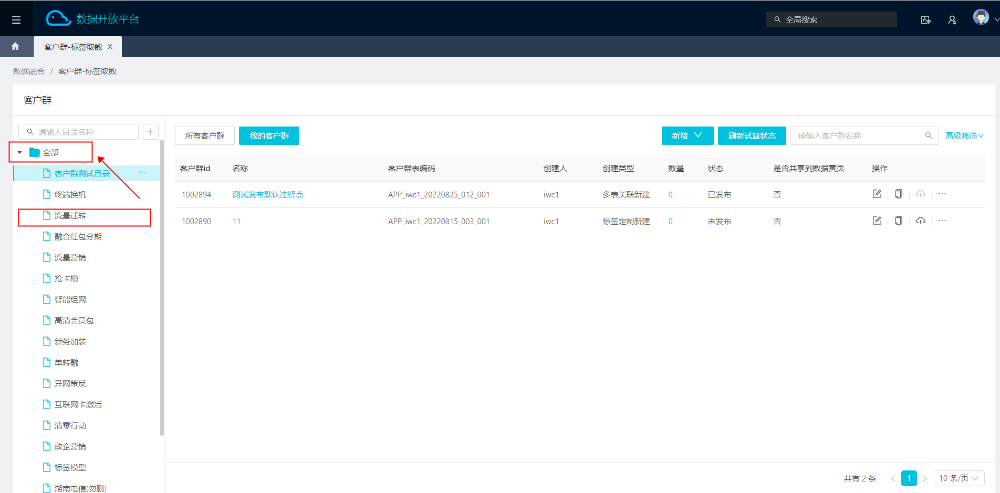 数据开放平台
全局搜索
客户群-标签取数 X
数据融合 / 客户群-标签取数
客户群
请输入目录名称
全部
客户群测试目录
终端换机
流量迁转
融合红包分期
流量营销
抢卡槽
智能组网
高清会员包
新务加装
单转融
异网策反
互联网卡激活
清零行动
政企营销
标签模型
湖南电信(勿删)
所有客户群 我的客户群 新增 刷新试算状态 请输入客户群名称 高级筛选
客户群id 名称 客户群表编码 创建人 创建类型 数量 状态 是否共享到数据黄页 操作
1002894 测试发布默认注智点 APP_iwc1_20220825_012_001 iwc1 多表关联新建 0 已发布 否
1002890 11 APP_iwc1_20220815_003_001 iwc1 标签定制新建 0 未发布 否
共有 2 条 < 1 > 10 条/页